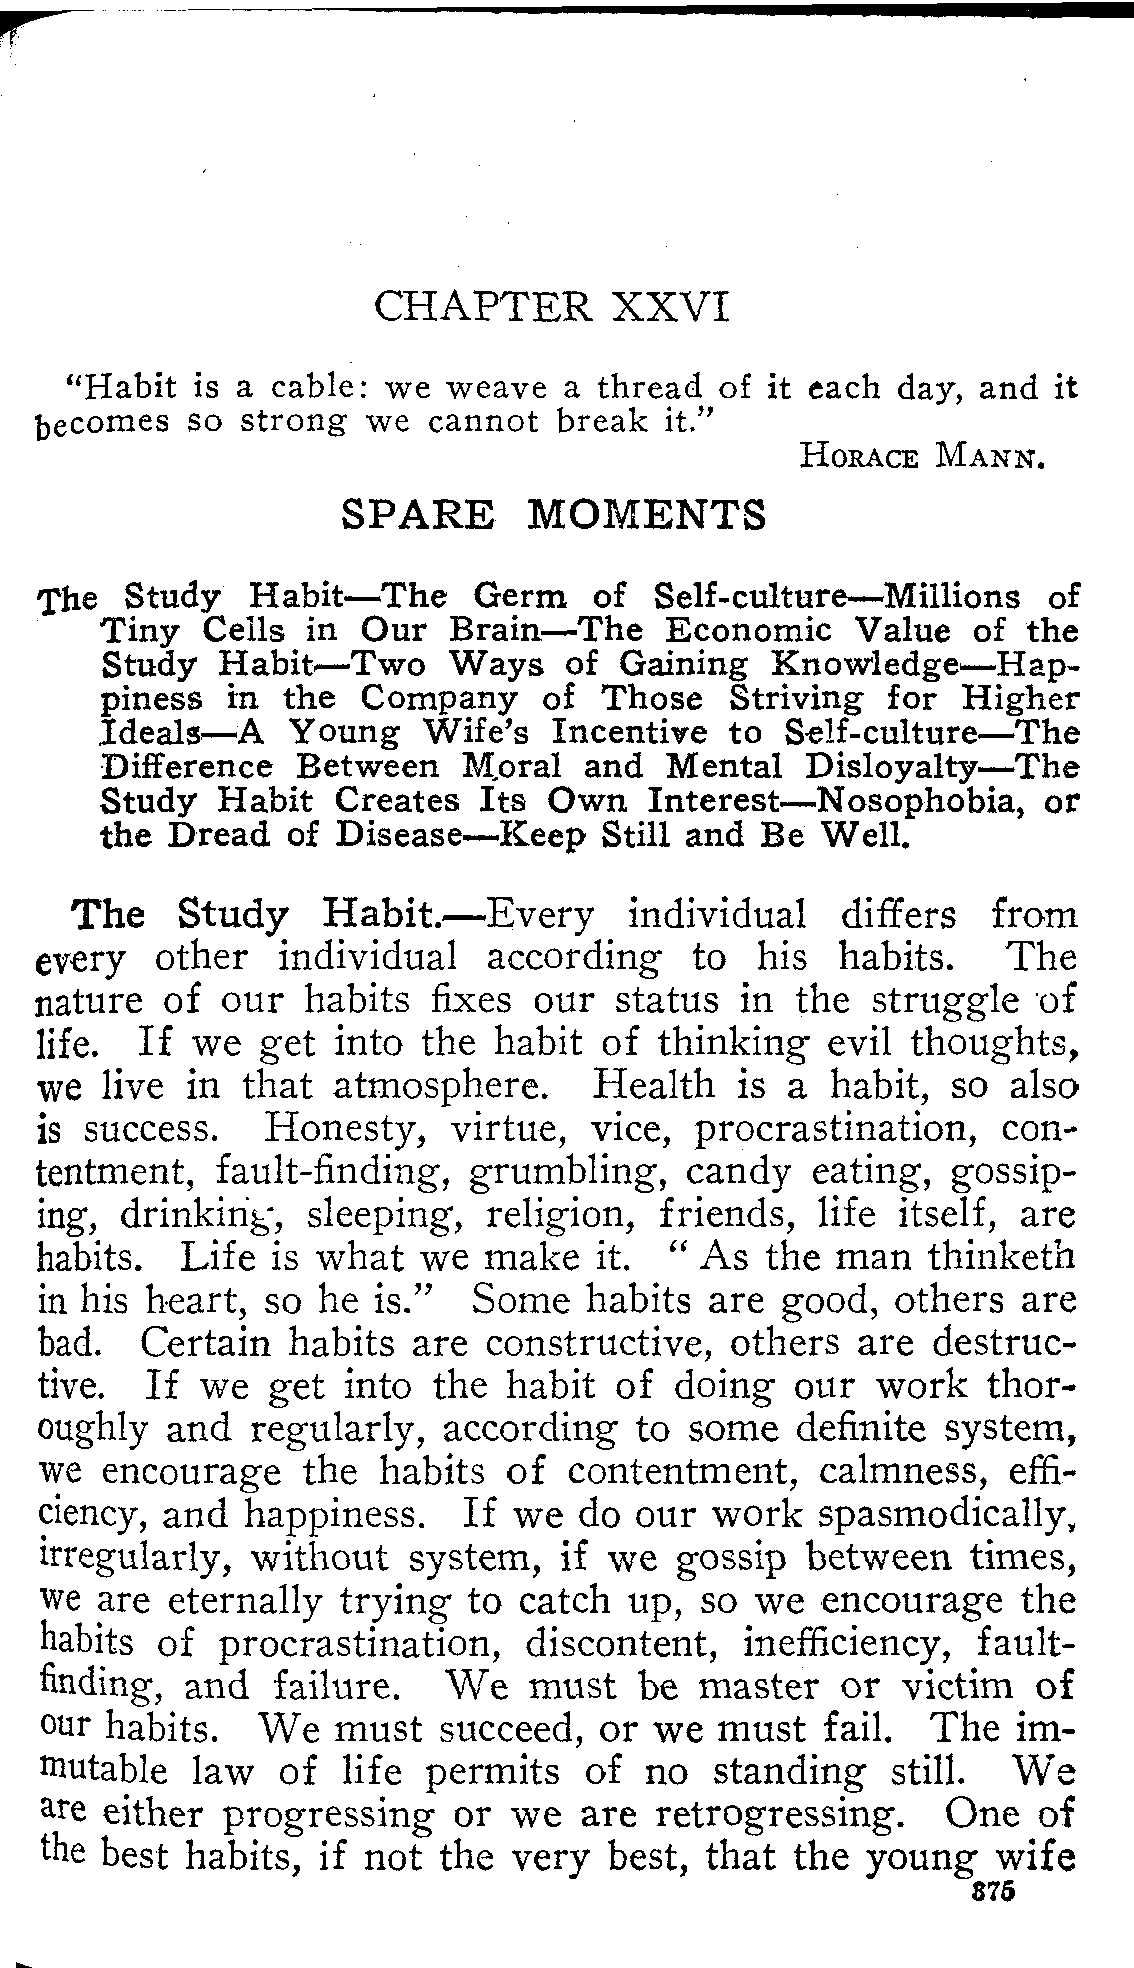 CHAPTER XXVI
"Habit is a cable: we weave a thread of it each day, and it
becomes so strong we cannot break it."
HORACE MANN.
SPARE MOMENTS
The Study Habit—The Germ of Self-culture—Millions of
Tiny Cells in Our Brain—The Economic Value of the
Study Habit—Two Ways of Gaining Knowledge—Hap-
piness in the Company of Those Striving for Higher
Ideals—A Young Wife's Incentive to Self-culture—The
Difference Between Moral and Mental Disloyalty—The
Study Habit Creates Its Own Interest—Nosophobia, or
the Dread of Disease—Keep Still and Be Well.
The Study Habit.—Every individual differs from
every other individual according to his habits. The
nature of our habits fixes our status in the struggle of
life. If we get into the habit of thinking evil thoughts,
we live in that atmosphere. Health is a habit, so also
is success. Honesty, virtue, vice, procrastination, con-
tentment, fault-finding, grumbling, candy eating, gossip-
ing, drinking, sleeping, religion, friends, life itself, are
habits. Life is what we make it. " As the man thinketh
in his heart, so he is." Some habits are good, others are
bad. Certain habits are constructive, others are destruc-
tive. If we get into the habit of doing our work thor-
oughly and regularly, according to some definite system,
we encourage the habits of contentment, calmness, effi-
ciency, and happiness. If we do our work spasmodically,
irregularly, without system, if we gossip between times,
we are eternally trying to catch up, so we encourage the
habits of procrastination, discontent, inefficiency, fault-
finding, and failure. We must be master or victim of
our habits. We must succeed, or we must fail. The im-
mutable law of life permits of no standing still. We
are either progressing or we are retrogressing. One of
the best habits, if not the very best, that the young wife
375